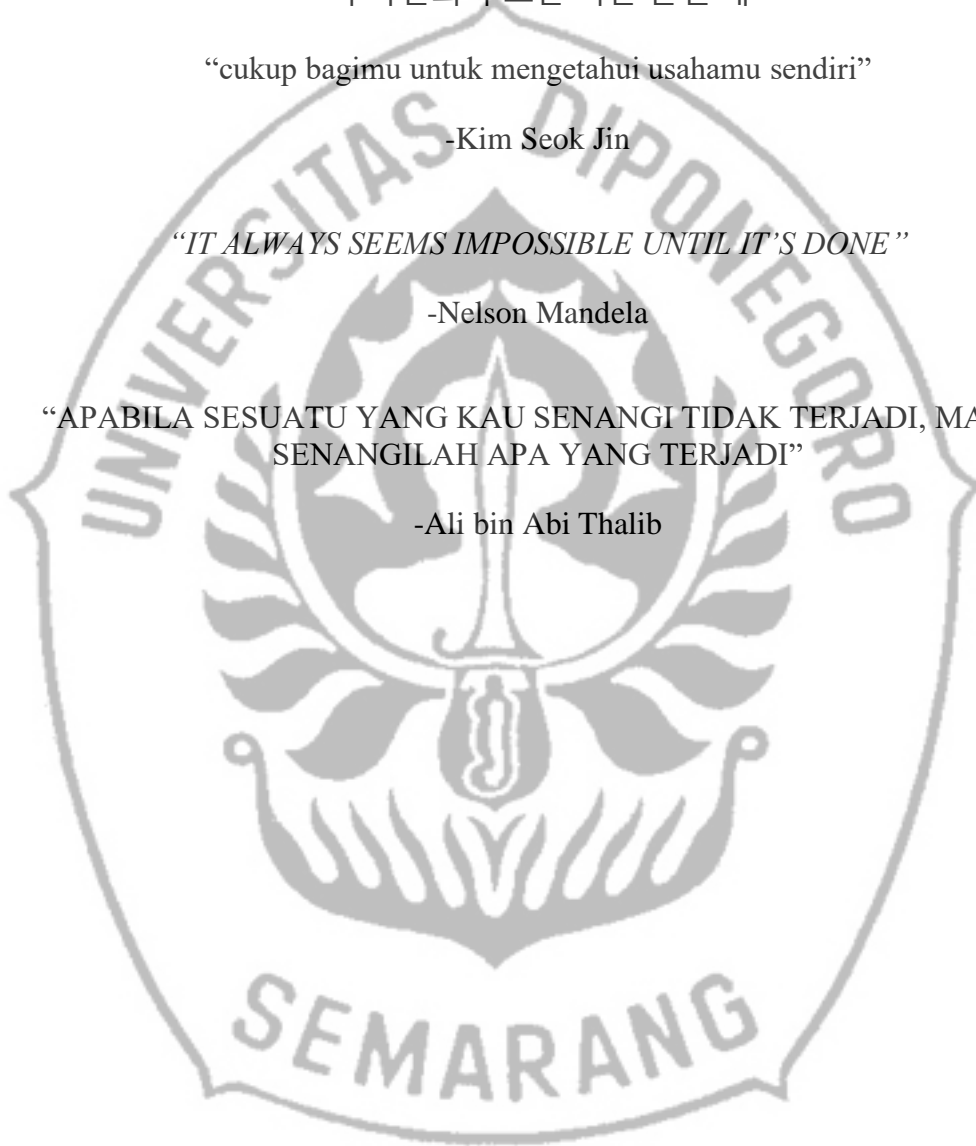 “cukup bagimu untuk mengetahui usahamu sendiri”
-Kim Seok Jin
“IT ALWAYS SEEMS IMPOSSIBLE UNTIL IT’S DONE”
-Nelson Mandela
“APABILA SESUATU YANG KAU SENANGI TIDAK TERJADI, MA
SENANGILAH APA YANG TERJADI”
-Ali bin Abi Thalib
UNIVERSITAS DIPONEGORO
SEMARANG